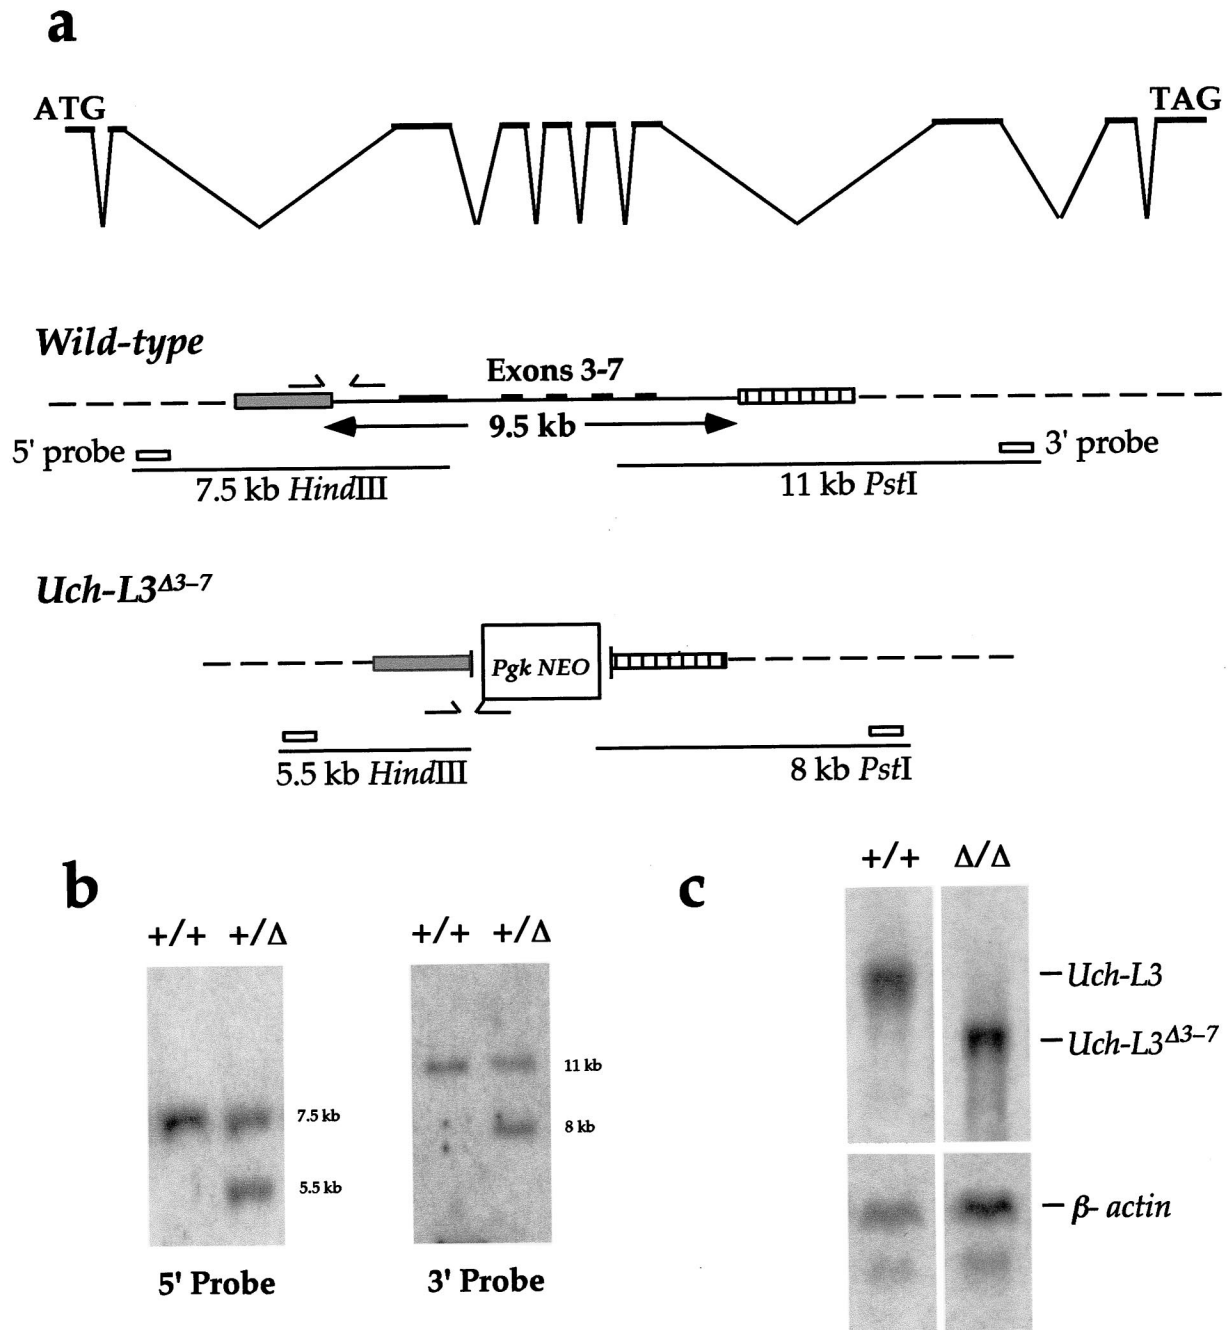 a
ATG TAG
Wild-type
Exons 3-7
9.5 kb
5' probe 3' probe
7.5 kb HindIII 11 kb PstI
Uch-L3Δ3–7
Pgk NEO
5.5 kb HindIII 8 kb PstI
b
+/+ +/Δ +/+ +/Δ
7.5 kb
5.5 kb
11 kb
8 kb
5' Probe 3' Probe
c
+/+ Δ/Δ
Uch-L3
Uch-L3Δ3–7
β- actin